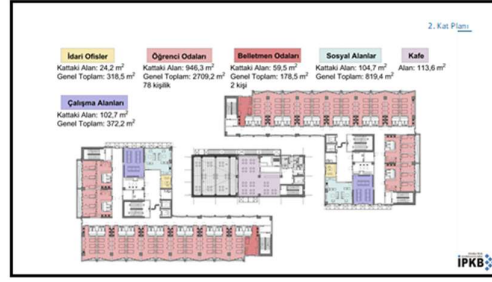 2. Kat Planı
İdari Ofisler
Kattaki Alan: 24,2 m²
Genel Toplam: 318,5 m²
Öğrenci Odaları
Kattaki Alan: 946,3 m²
Genel Toplam: 2709,2 m²
78 kişilik
Belletmen Odaları
Kattaki Alan: 59,5 m²
Genel Toplam: 178,5 m²
2 kişi
Sosyal Alanlar
Kattaki Alan: 104,7 m²
Genel Toplam: 819,4 m²
Kafe
Alan: 113,6 m²
Çalışma Alanları
Kattaki Alan: 102,7 m²
Genel Toplam: 372,2 m²
IPKB